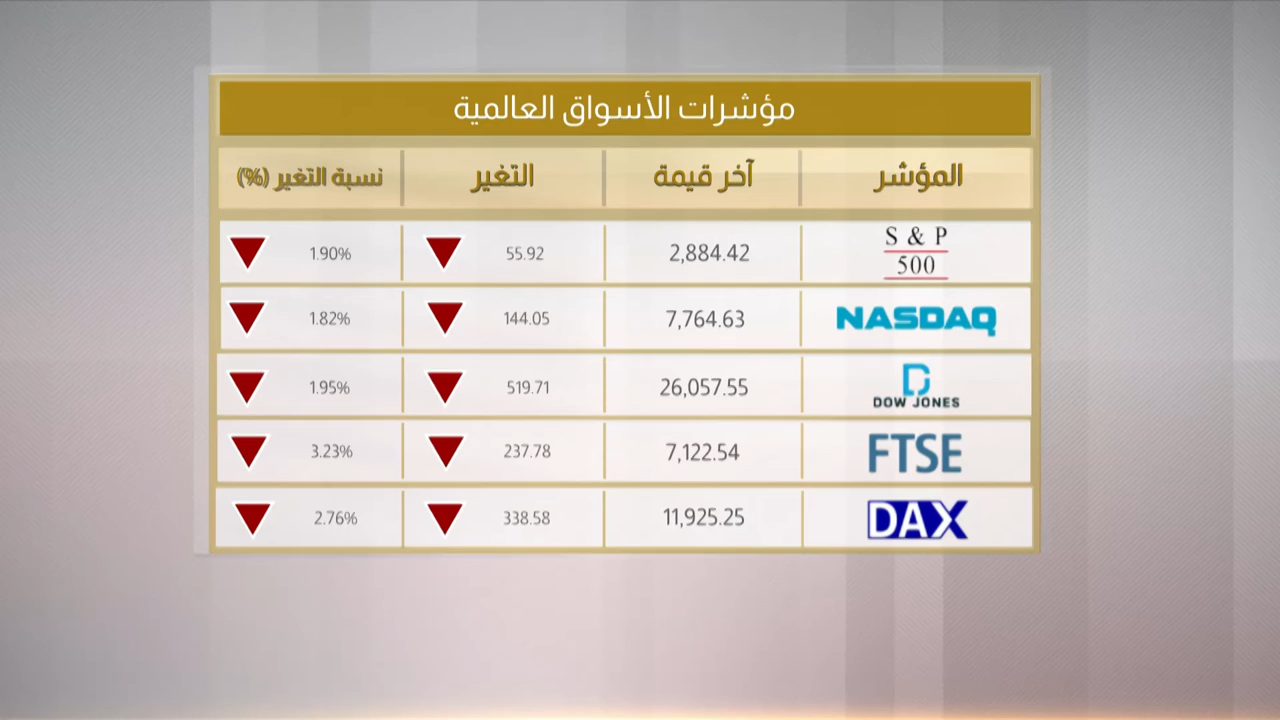 مؤشرات الأسواق العالمية
المؤشر آخر قيمة التغير نسبة التغير (%)
S & P
500
2,884.42 55.92 1.90%
NASDAQ 7,764.63 144.05 1.82%
DOW JONES 26,057.55 519.71 1.95%
FTSE 7,122.54 237.78 3.23%
DAX 11,925.25 338.58 2.76%